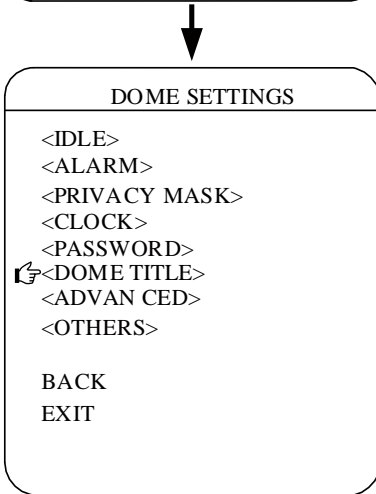 DOME SETTINGS
<IDLE>
<ALARM>
<PRIVACY MASK>
<CLOCK>
<PASSWORD>
<DOME TITLE>
<ADVAN CED>
<OTHERS>
BACK
EXIT